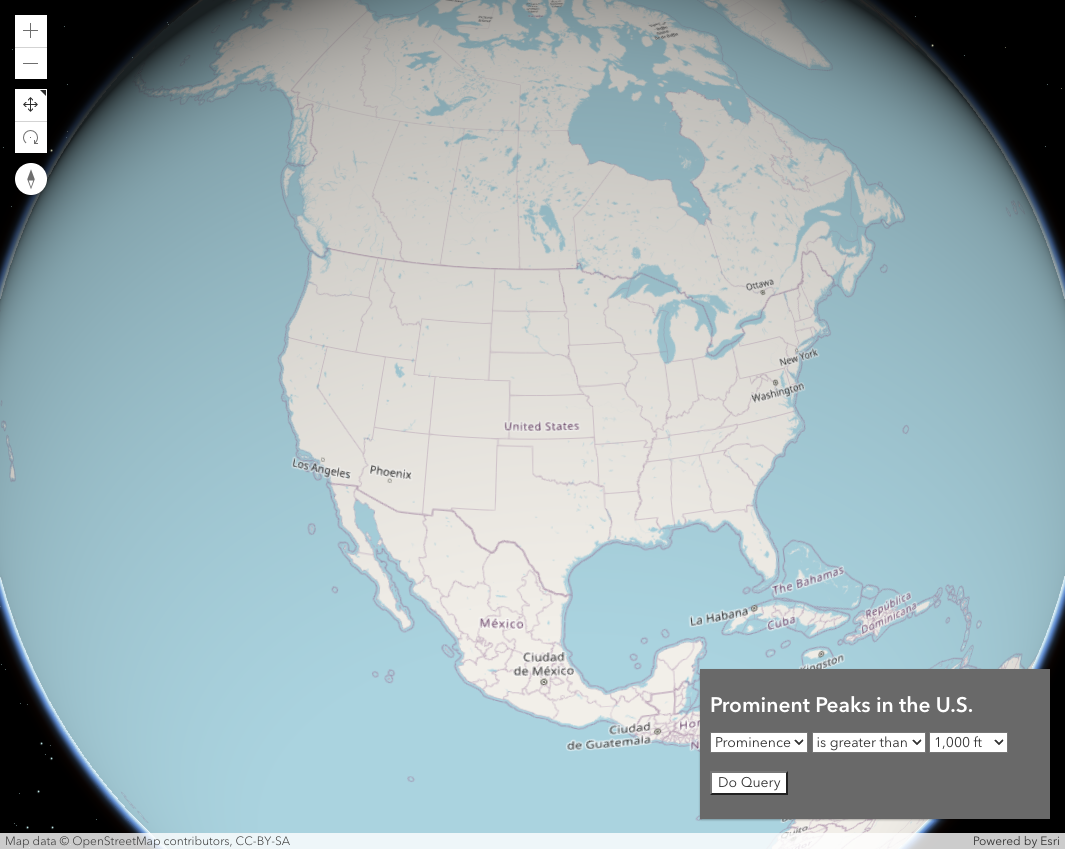 Ottawa
New York
Washington
United States
Los Angeles
Phoenix
The Bahamas
La Habana
Cuba
República
Dominicana
México
Ciudad
de México
Ciudad
de Guatemala
Prominent Peaks in the U.S.
Prominence is greater than 1,000 ft
Do Query
Map data © OpenStreetMap contributors, CC-BY-SA
Powered by Esri